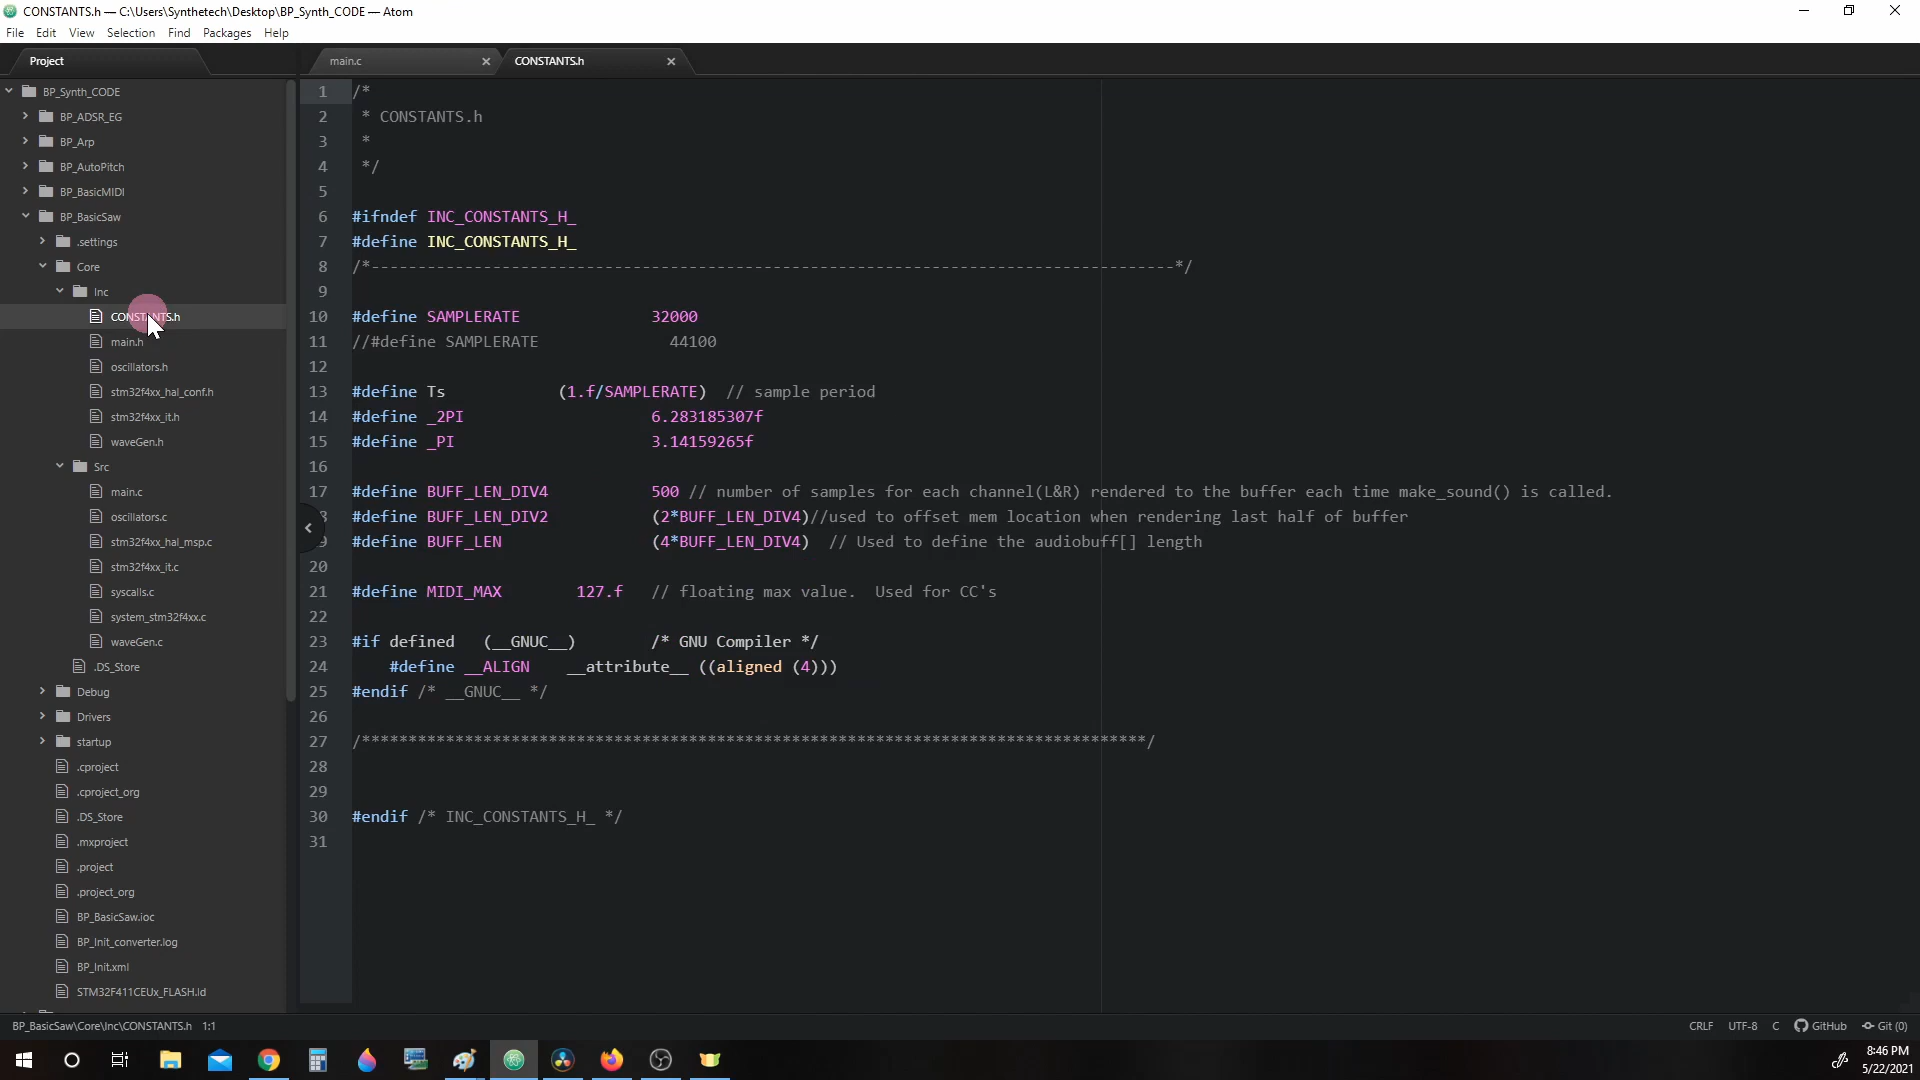 CONSTANTS.h — C:\Users\Synthetech\Desktop\BP_Synth_CODE — Atom
File Edit View Selection Find Packages Help
Project
main.c
CONSTANTS.h
BP_Synth_CODE
BP_ADSR_EG
BP_Arp
BP_AutoPitch
BP_BasicMIDI
BP_BasicSaw
.settings
Core
Inc
CONSTANTS.h
main.h
oscillators.h
stm32f4xx_hal_conf.h
stm32f4xx_it.h
waveGen.h
Src
main.c
oscillators.c
stm32f4xx_hal_msp.c
stm32f4xx_it.c
syscalls.c
system_stm32f4xx.c
waveGen.c
.DS_Store
Debug
Drivers
startup
.cproject
.cproject_org
.DS_Store
.mxproject
.project
.project_org
BP_BasicSaw.ioc
BP_Init_converter.log
BP_Init.xml
STM32F411CEUx_FLASH.ld
1 /*
2 * CONSTANTS.h
3 *
4 */
5
6 #ifndef INC_CONSTANTS_H_
7 #define INC_CONSTANTS_H_
8 /*--------------------------------------------------------------------------------------*/
9
10 #define SAMPLERATE 32000
11 //#define SAMPLERATE 44100
12
13 #define Ts (1.f/SAMPLERATE) // sample period
14 #define _2PI 6.283185307f
15 #define _PI 3.14159265f
16
17 #define BUFF_LEN_DIV4 500 // number of samples for each channel(L&R) rendered to the buffer each time make_sound() is called.
8 #define BUFF_LEN_DIV2 (2*BUFF_LEN_DIV4)//used to offset mem location when rendering last half of buffer
9 #define BUFF_LEN (4*BUFF_LEN_DIV4) // Used to define the audiobuff[] length
20
21 #define MIDI_MAX 127.f // floating max value. Used for CC's
22
23 #if defined (__GNUC__) /* GNU Compiler */
24 #define __ALIGN __attribute__ ((aligned (4)))
25 #endif /* __GNUC__ */
26
27 /************************************************************************************/
28
29
30 #endif /* INC_CONSTANTS_H_ */
31
BP_BasicSaw\Core\Inc\CONSTANTS.h 1:1
CRLF UTF-8 C GitHub Git (0)
8:46 PM
5/22/2021